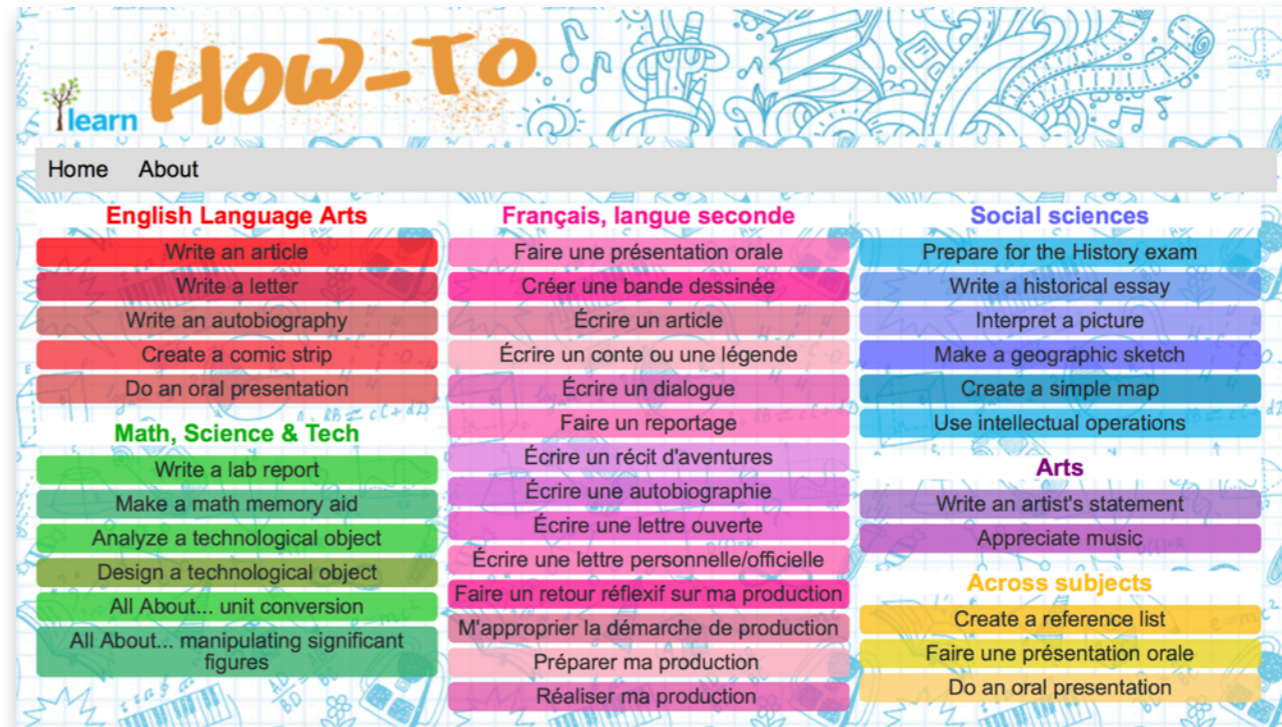 HOW-TO
learn
Home About
English Language Arts
Write an article
Write a letter
Write an autobiography
Create a comic strip
Do an oral presentation
Math, Science & Tech
Write a lab report
Make a math memory aid
Analyze a technological object
Design a technological object
All About... unit conversion
All About... manipulating significant
figures
Français, langue seconde
Faire une présentation orale
Créer une bande dessinée
Écrire un article
Écrire un conte ou une légende
Écrire un dialogue
Faire un reportage
Écrire un récit d'aventures
Écrire une autobiographie
Écrire une lettre ouverte
Écrire une lettre personnelle/officielle
Faire un retour réflexif sur ma production
M'approprier la démarche de production
Préparer ma production
Réaliser ma production
Social sciences
Prepare for the History exam
Write a historical essay
Interpret a picture
Make a geographic sketch
Create a simple map
Use intellectual operations
Arts
Write an artist's statement
Appreciate music
Across subjects
Create a reference list
Faire une présentation orale
Do an oral presentation